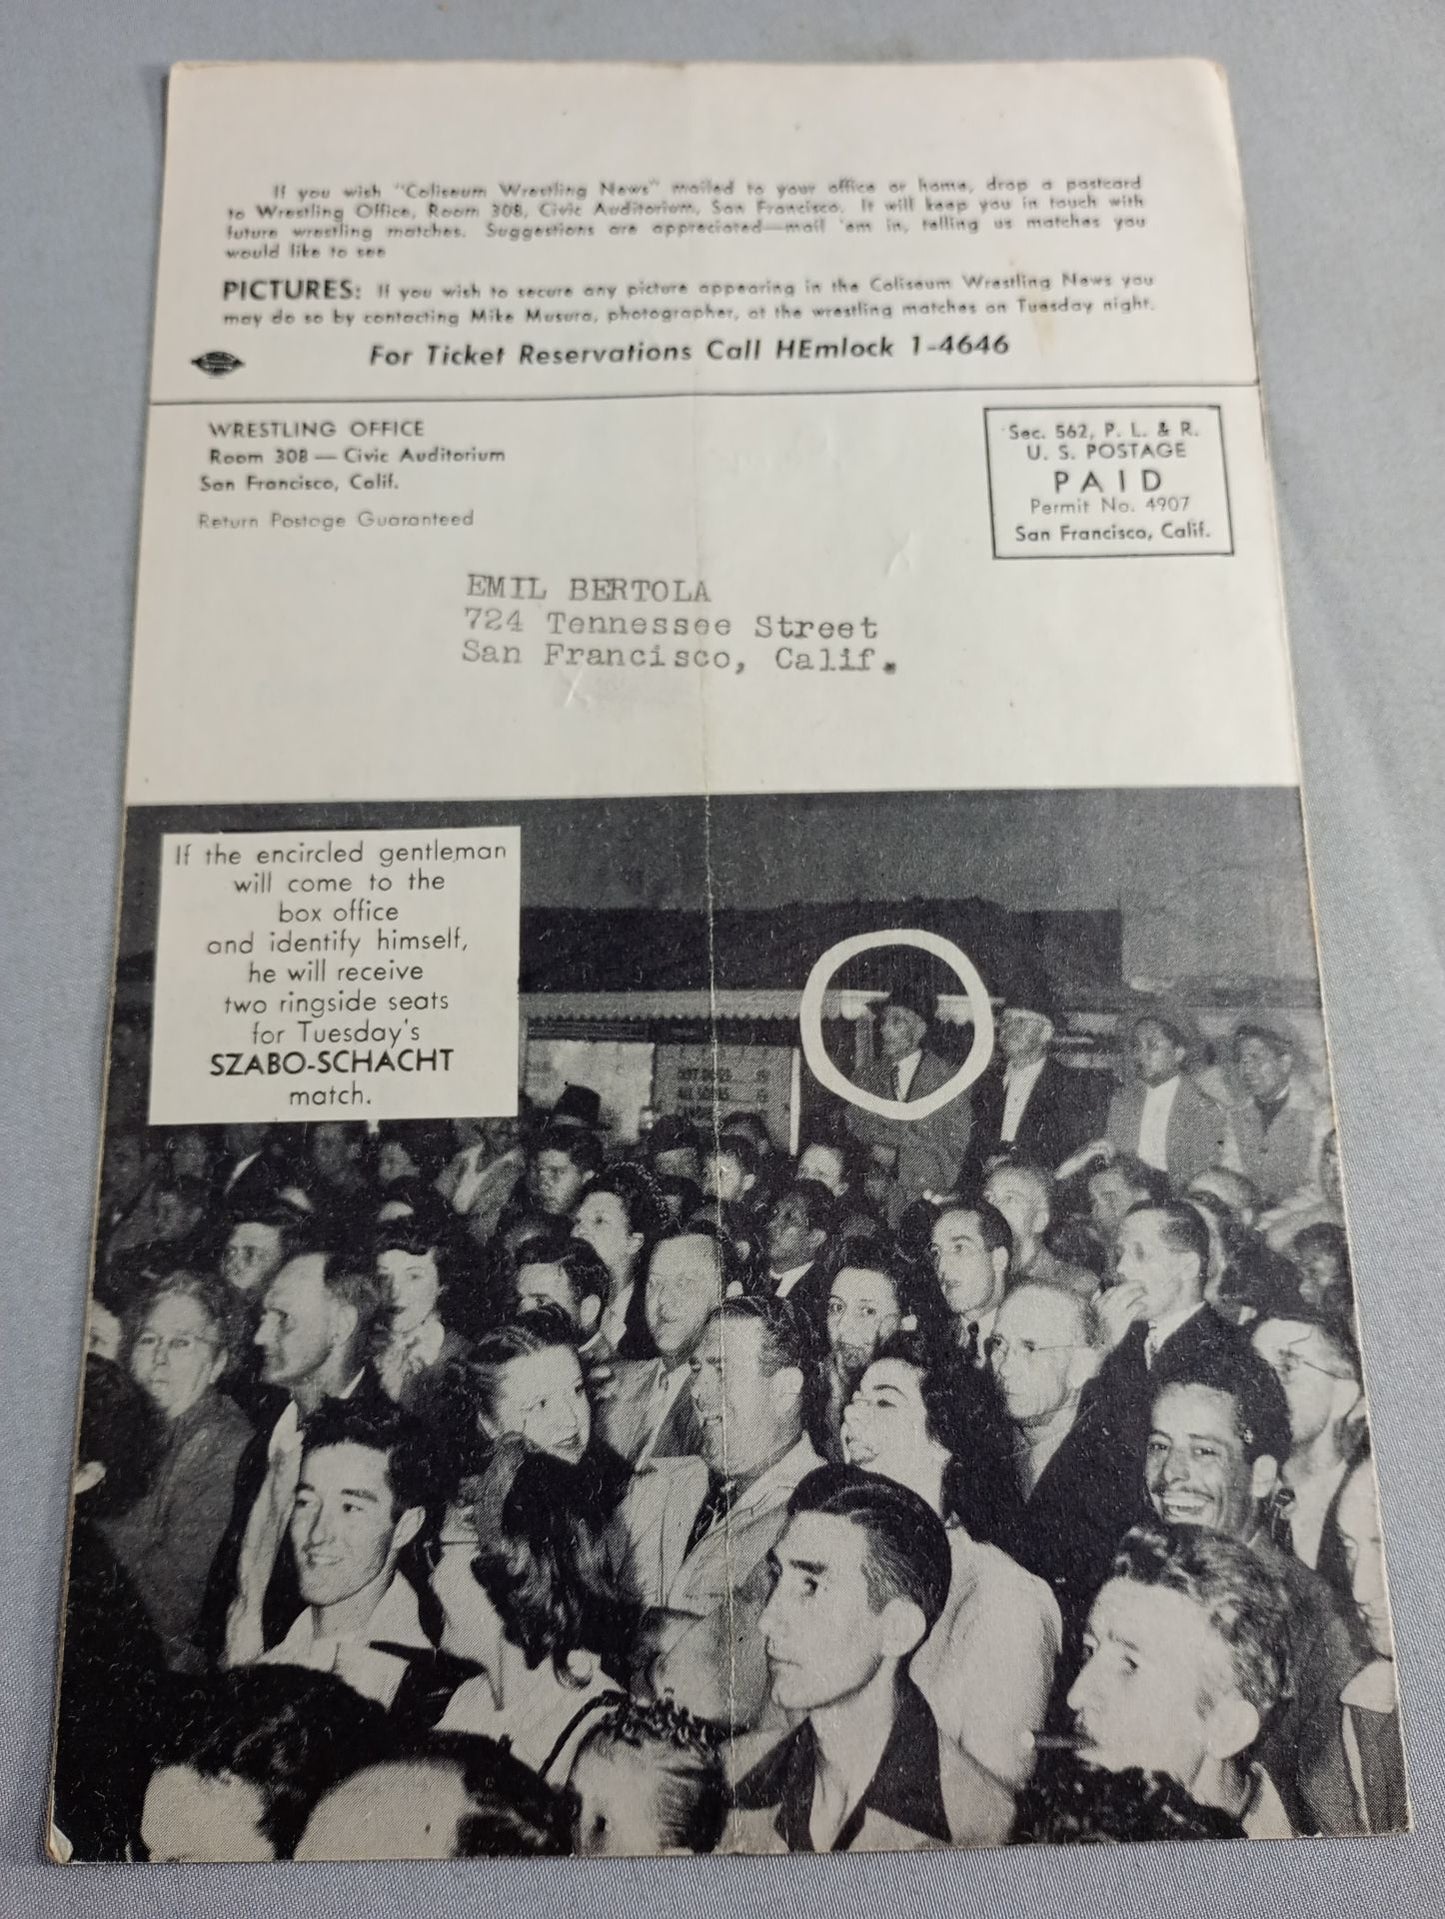 If you wish "Coliseum Wrestling News" mailed to your office or home, drop a postcard
to Wrestling Office, Room 308, Civic Auditorium, San Francisco. It will keep you in touch with
future wrestling matches. Suggestions are appreciated—mail 'em in, telling us matches you
would like to see
PICTURES: If you wish to secure any picture appearing in the Coliseum Wrestling News you
may do so by contacting Mike Musura, photographer, at the wrestling matches on Tuesday night.
For Ticket Reservations Call HEmlock 1-4646
WRESTLING OFFICE
Room 308 — Civic Auditorium
San Francisco, Calif.
Return Postage Guaranteed
Sec. 562, P. L. & R.
U. S. POSTAGE
PAID
Permit No. 4907
San Francisco, Calif.
EMIL BERTOLA
724 Tennessee Street
San Francisco, Calif.
If the encircled gentleman
will come to the
box office
and identify himself,
he will receive
two ringside seats
for Tuesday's
SZABO-SCHACHT
match.